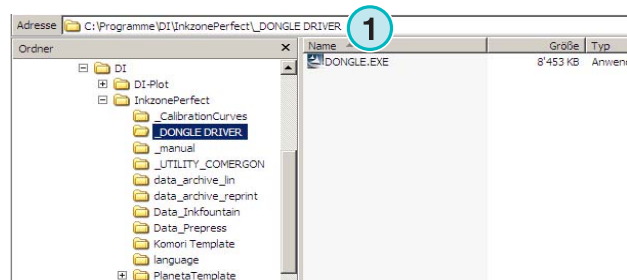 Adresse C:\Programme\DI\InkzonePerfect\_DONGLE DRIVER
1
Ordner x Name Größe Typ
DI DONGLE.EXE 8'453 KB Anwen
DI-Plot
InkzonePerfect
_CalibrationCurves
_DONGLE DRIVER
_manual
_UTILITY_COMERGON
data_archive_lin
data_archive_reprint
Data_Inkfountain
Data_Prepress
Komori Template
language
PlanetaTemplate